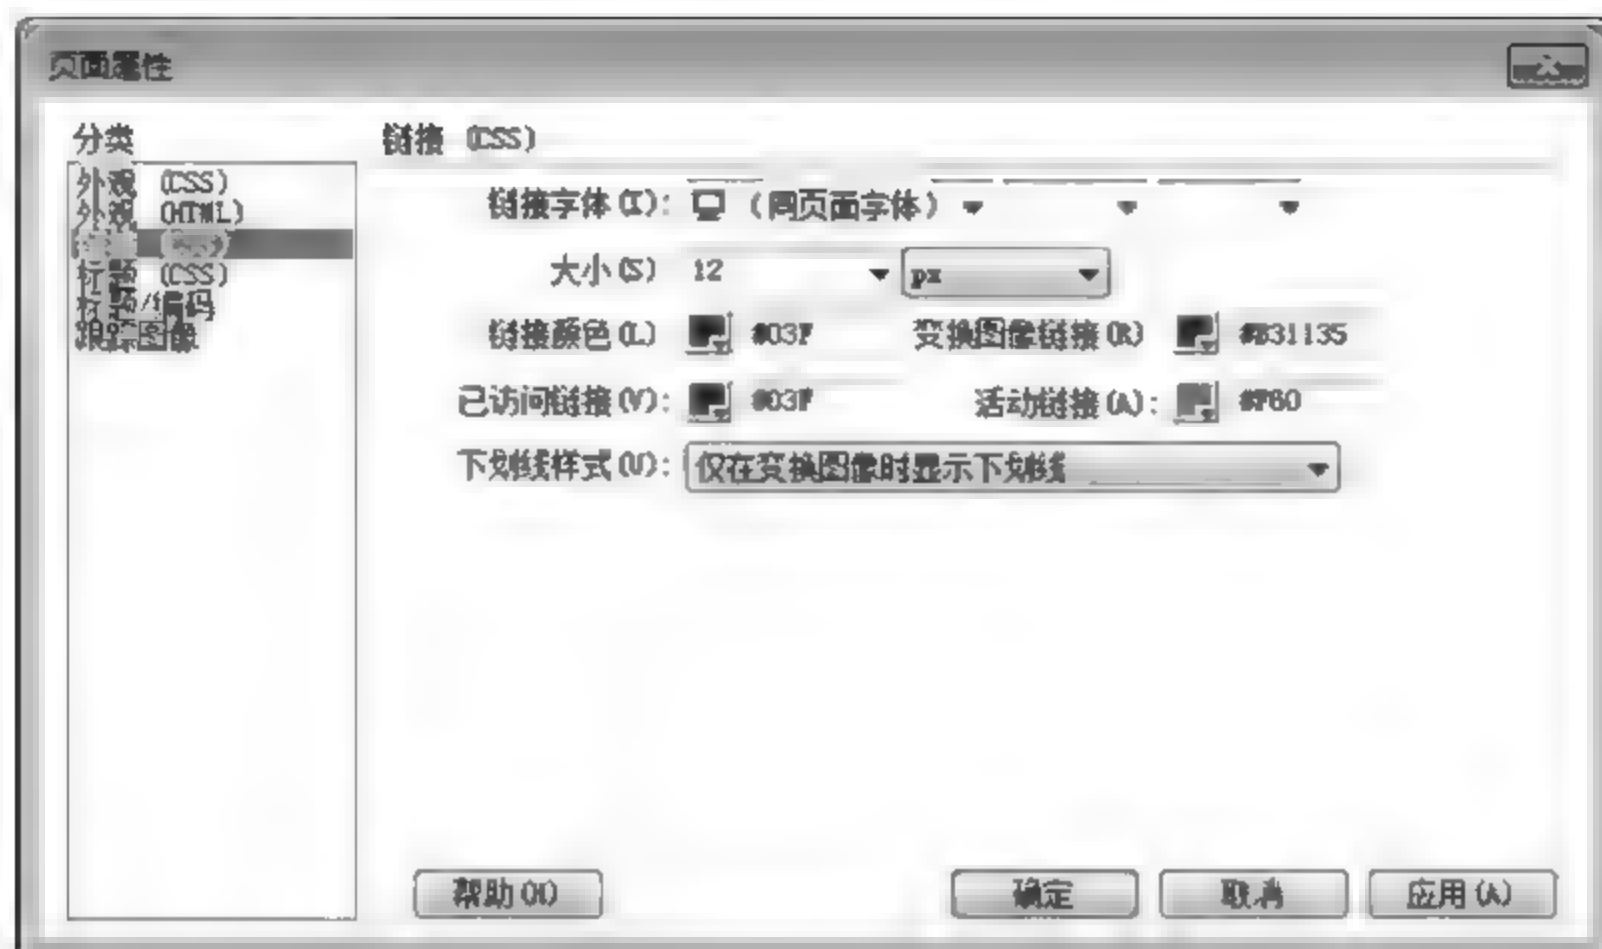 页面属性
分类
链接 (CSS)
外观 (CSS)
外观 (HTML)
链接 (CSS)
标题 (CSS)
标题/编码
跟踪图像
链接字体(I): (同页面字体)
大小(S) 12 px
链接颜色(L) #03F 变换图像链接(R) #B31135
已访问链接(V): #03F 活动链接(A): #F60
下划线样式(U): 仅在变换图像时显示下划线
帮助(H) 确定 取消 应用(A)